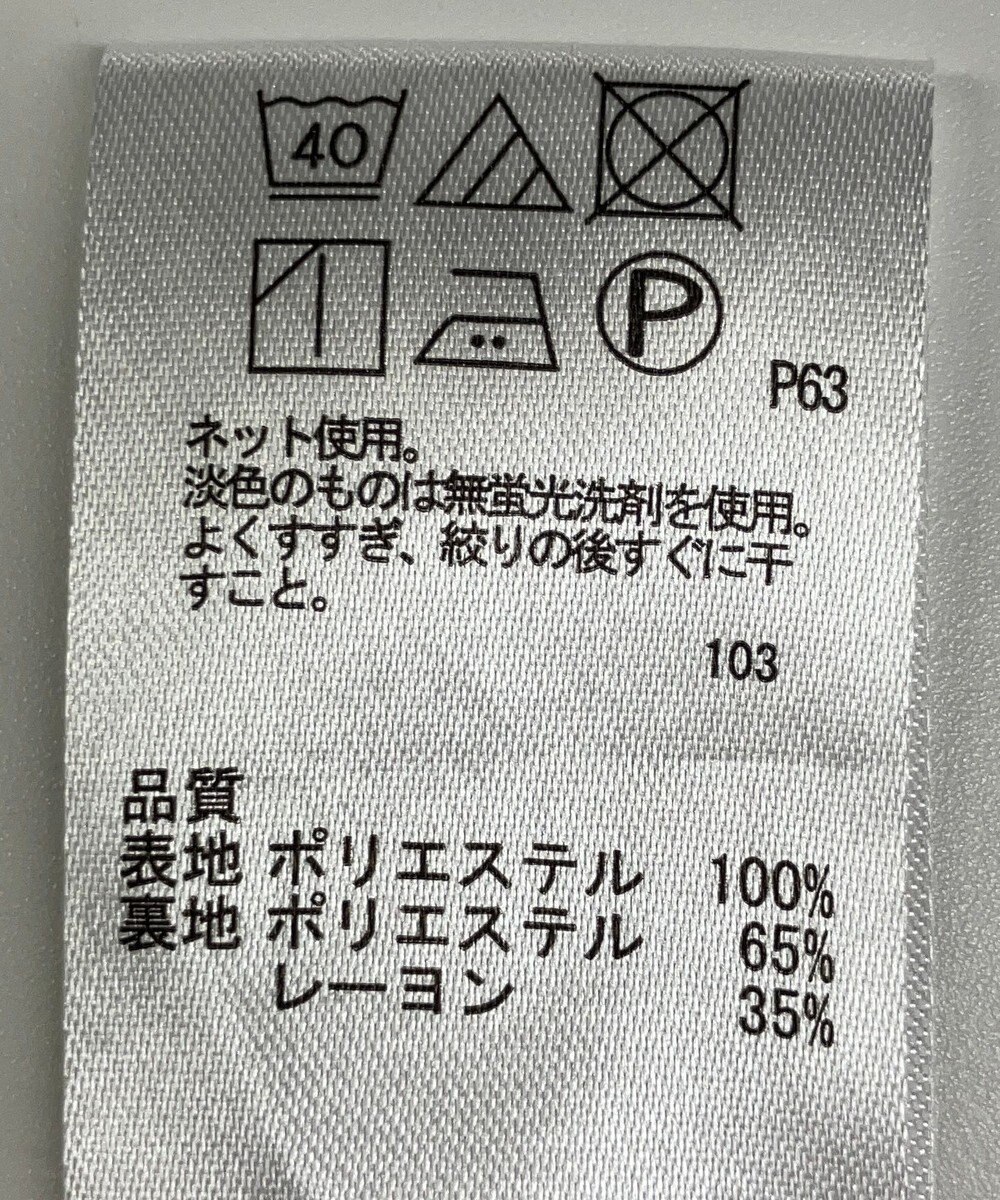 40
P
P63
ネット使用。
淡色のものは無蛍光洗剤を使用。
よくすすぎ、絞りの後すぐに干
すこと。
103
品質
表地 ポリエステル 100%
裏地 ポリエステル 65%
レーヨン 35%